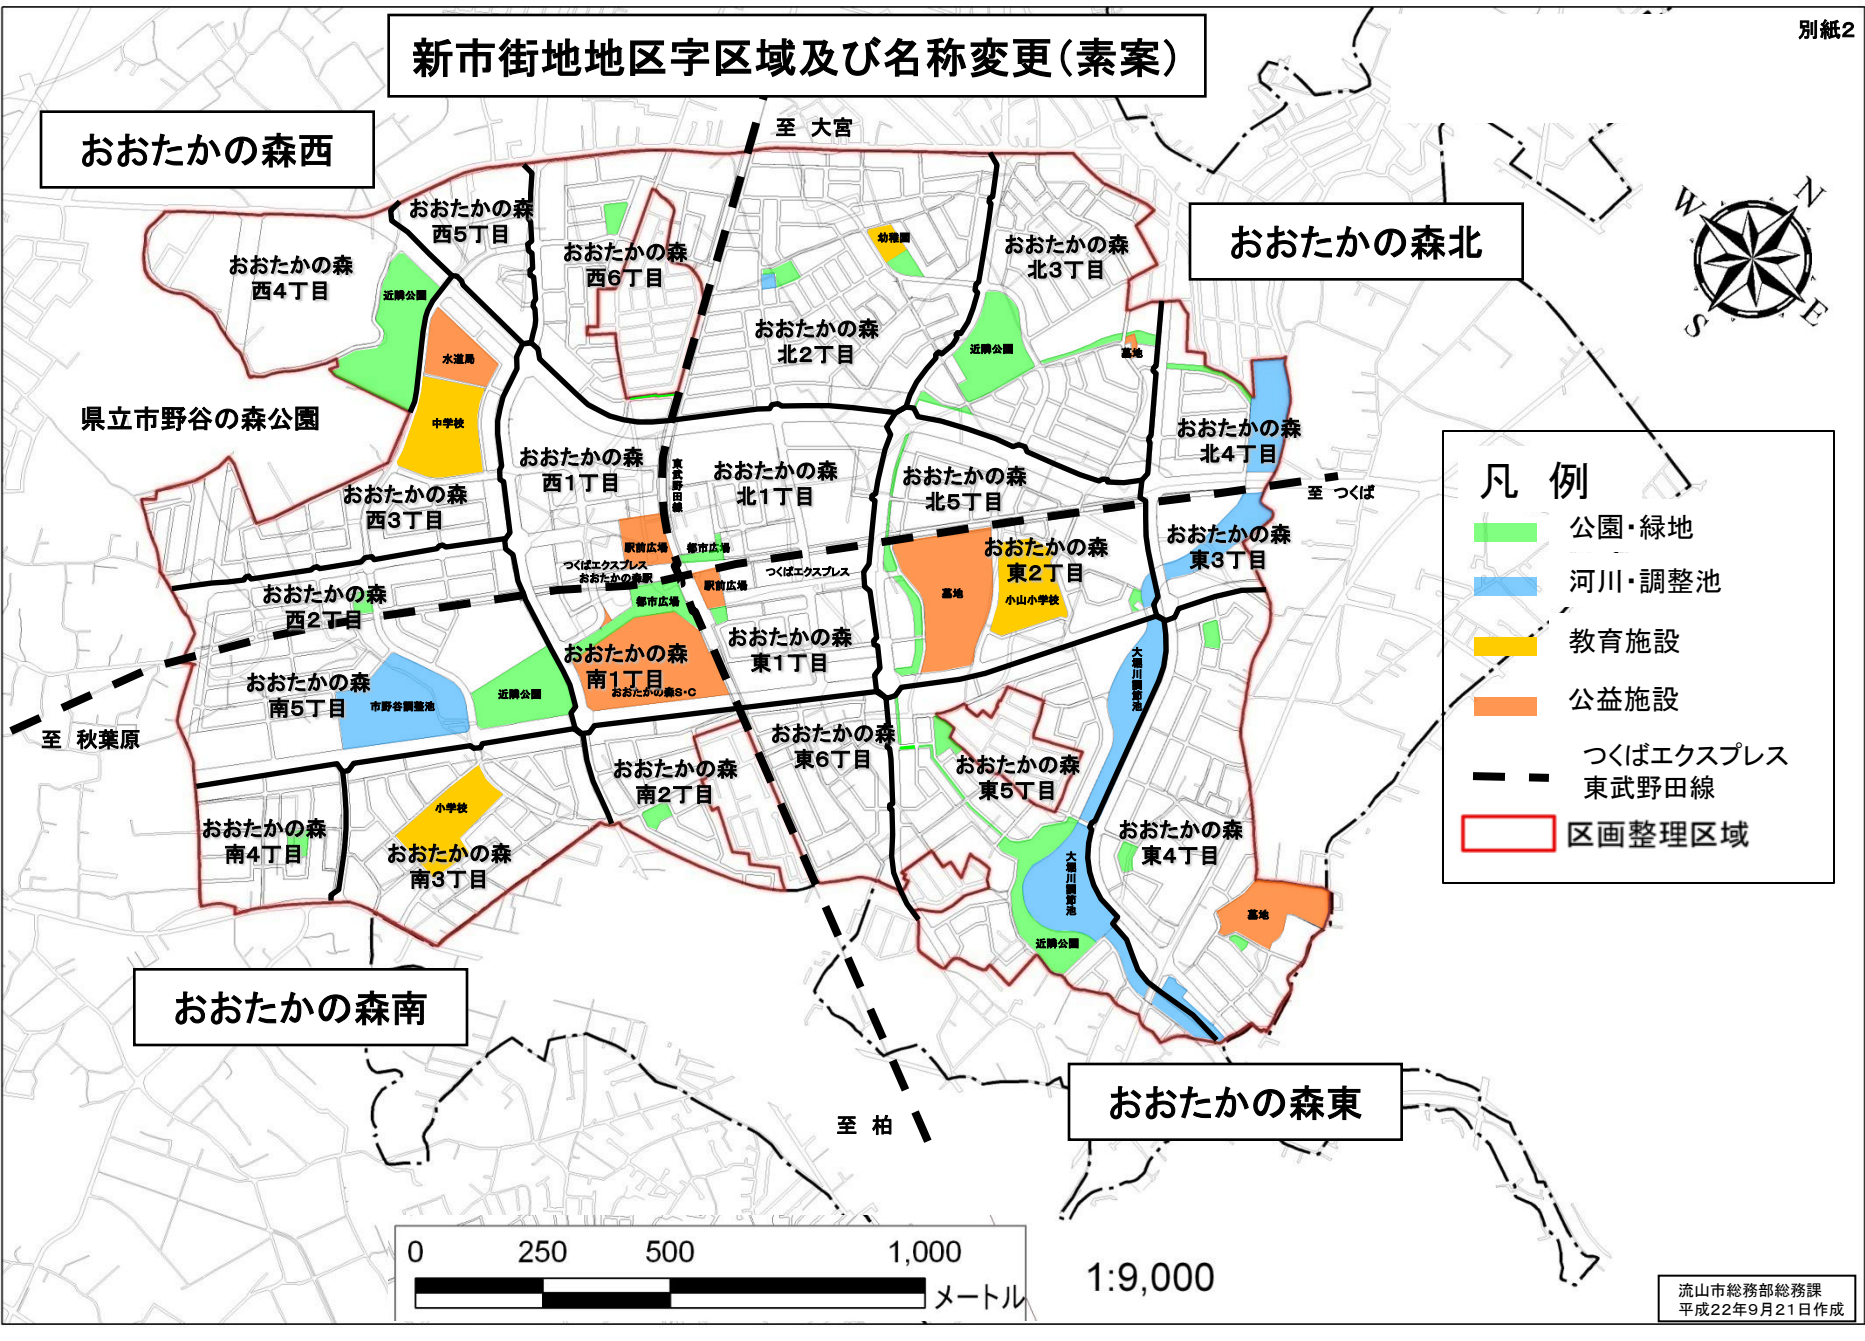 別紙2
新市街地地区字区域及び名称変更(素案)
おおたかの森西
至 大宮
おおたかの森北
N
W
E
S
おおたかの森
西5丁目
おおたかの森
西4丁目
おおたかの森
西6丁目
幼稚園
おおたかの森
北3丁目
近隣公園
おおたかの森
北2丁目
近隣公園
墓地
水道局
中学校
県立市野谷の森公園
おおたかの森
北4丁目
おおたかの森
西1丁目
東武野田線
おおたかの森
北1丁目
おおたかの森
北5丁目
おおたかの森
西3丁目
至 つくば
駅前広場
都市広場
おおたかの森
東2丁目
おおたかの森
東3丁目
つくばエクスプレス
おおたかの森駅
つくばエクスプレス
駅前広場
都市広場
墓地
小山小学校
おおたかの森
西2丁目
おおたかの森
南1丁目
おおたかの森S・C
おおたかの森
東1丁目
大堀川調節池
おおたかの森
南5丁目
市野谷調整池
近隣公園
至 秋葉原
おおたかの森
東6丁目
おおたかの森
南2丁目
おおたかの森
東5丁目
小学校
おおたかの森
南4丁目
おおたかの森
南3丁目
おおたかの森
東4丁目
大堀川調節池
墓地
近隣公園
凡 例
公園・緑地
河川・調整池
教育施設
公益施設
つくばエクスプレス
東武野田線
区画整理区域
おおたかの森南
おおたかの森東
至 柏
0 250 500 1,000
メートル
1:9,000
流山市総務部総務課
平成22年9月21日作成